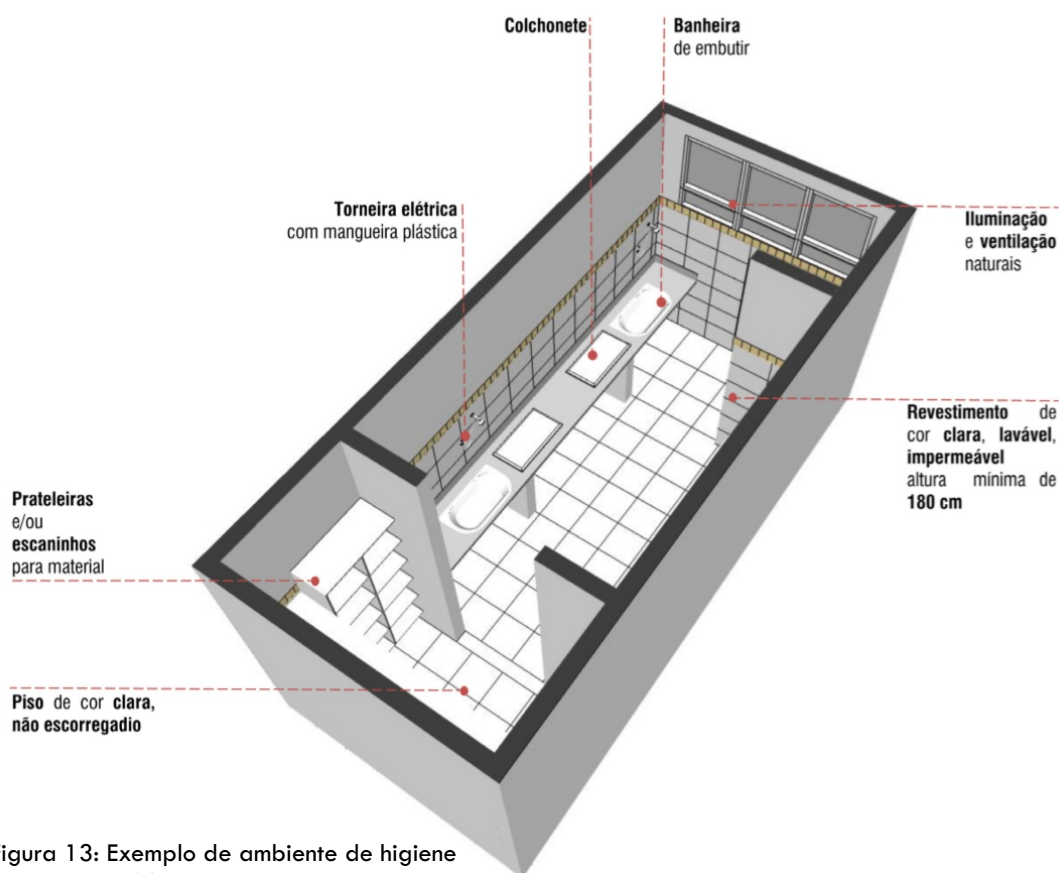 Colchonete
Banheira
de embutir
Torneira elétrica
com mangueira plástica
Iluminação
e ventilação
naturais
Revestimento de
cor clara, lavável,
impermeável
altura mínima de
180 cm
Prateleiras
e/ou
escaninhos
para material
Piso de cor clara,
não escorregadio
igura 13: Exemplo de ambiente de higiene